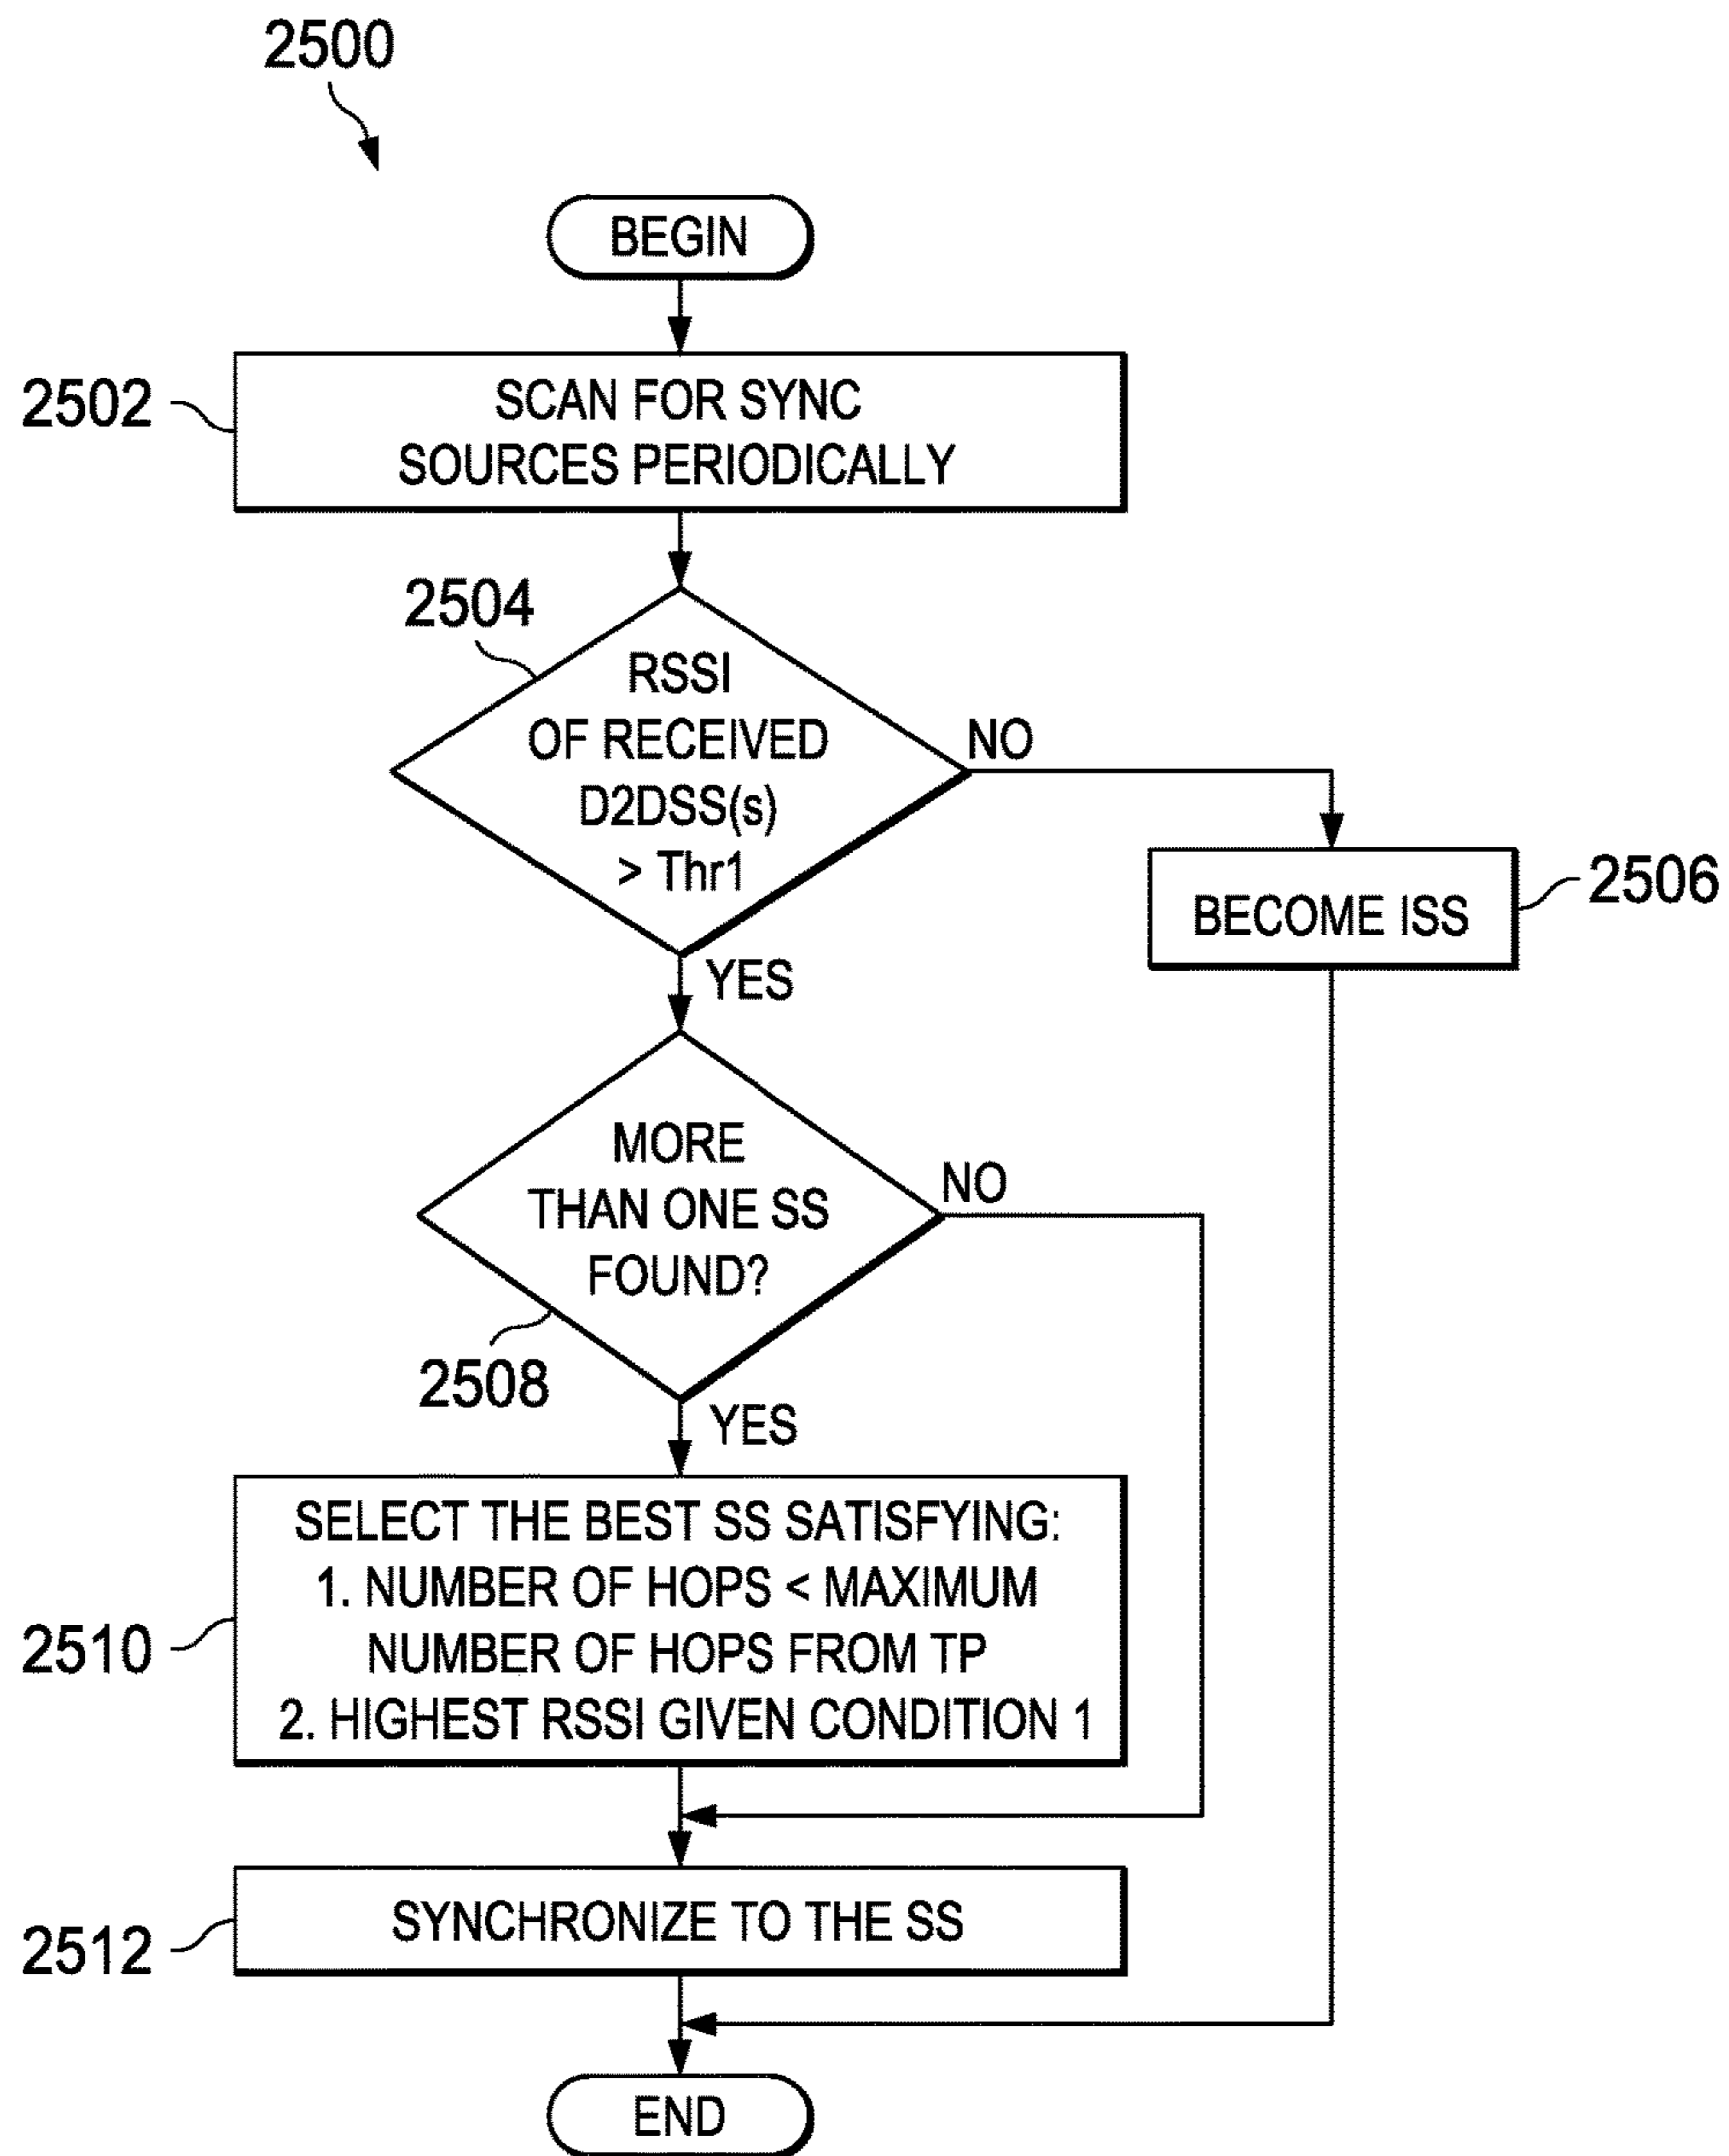 2500
BEGIN
2502
SCAN FOR SYNC
SOURCES PERIODICALLY
2504
RSSI
OF RECEIVED
D2DSS(s)
> Thr1
NO
YES
BECOME ISS
2506
MORE
THAN ONE SS
FOUND?
NO
2508
YES
SELECT THE BEST SS SATISFYING:
1. NUMBER OF HOPS < MAXIMUM
NUMBER OF HOPS FROM TP
2. HIGHEST RSSI GIVEN CONDITION 1
2510
SYNCHRONIZE TO THE SS
2512
END